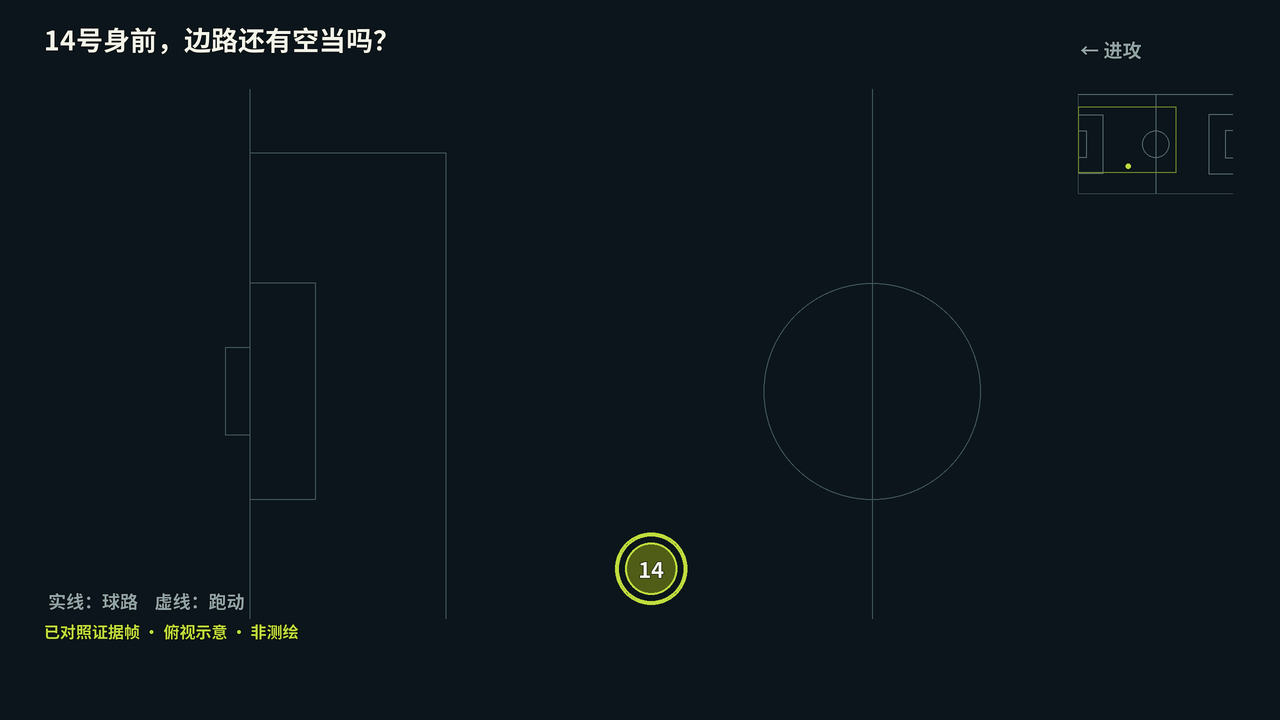 14号身前，边路还有空当吗？
← 进攻
14
实线：球路　虚线：跑动
已对照证据帧 · 俯视示意 · 非测绘